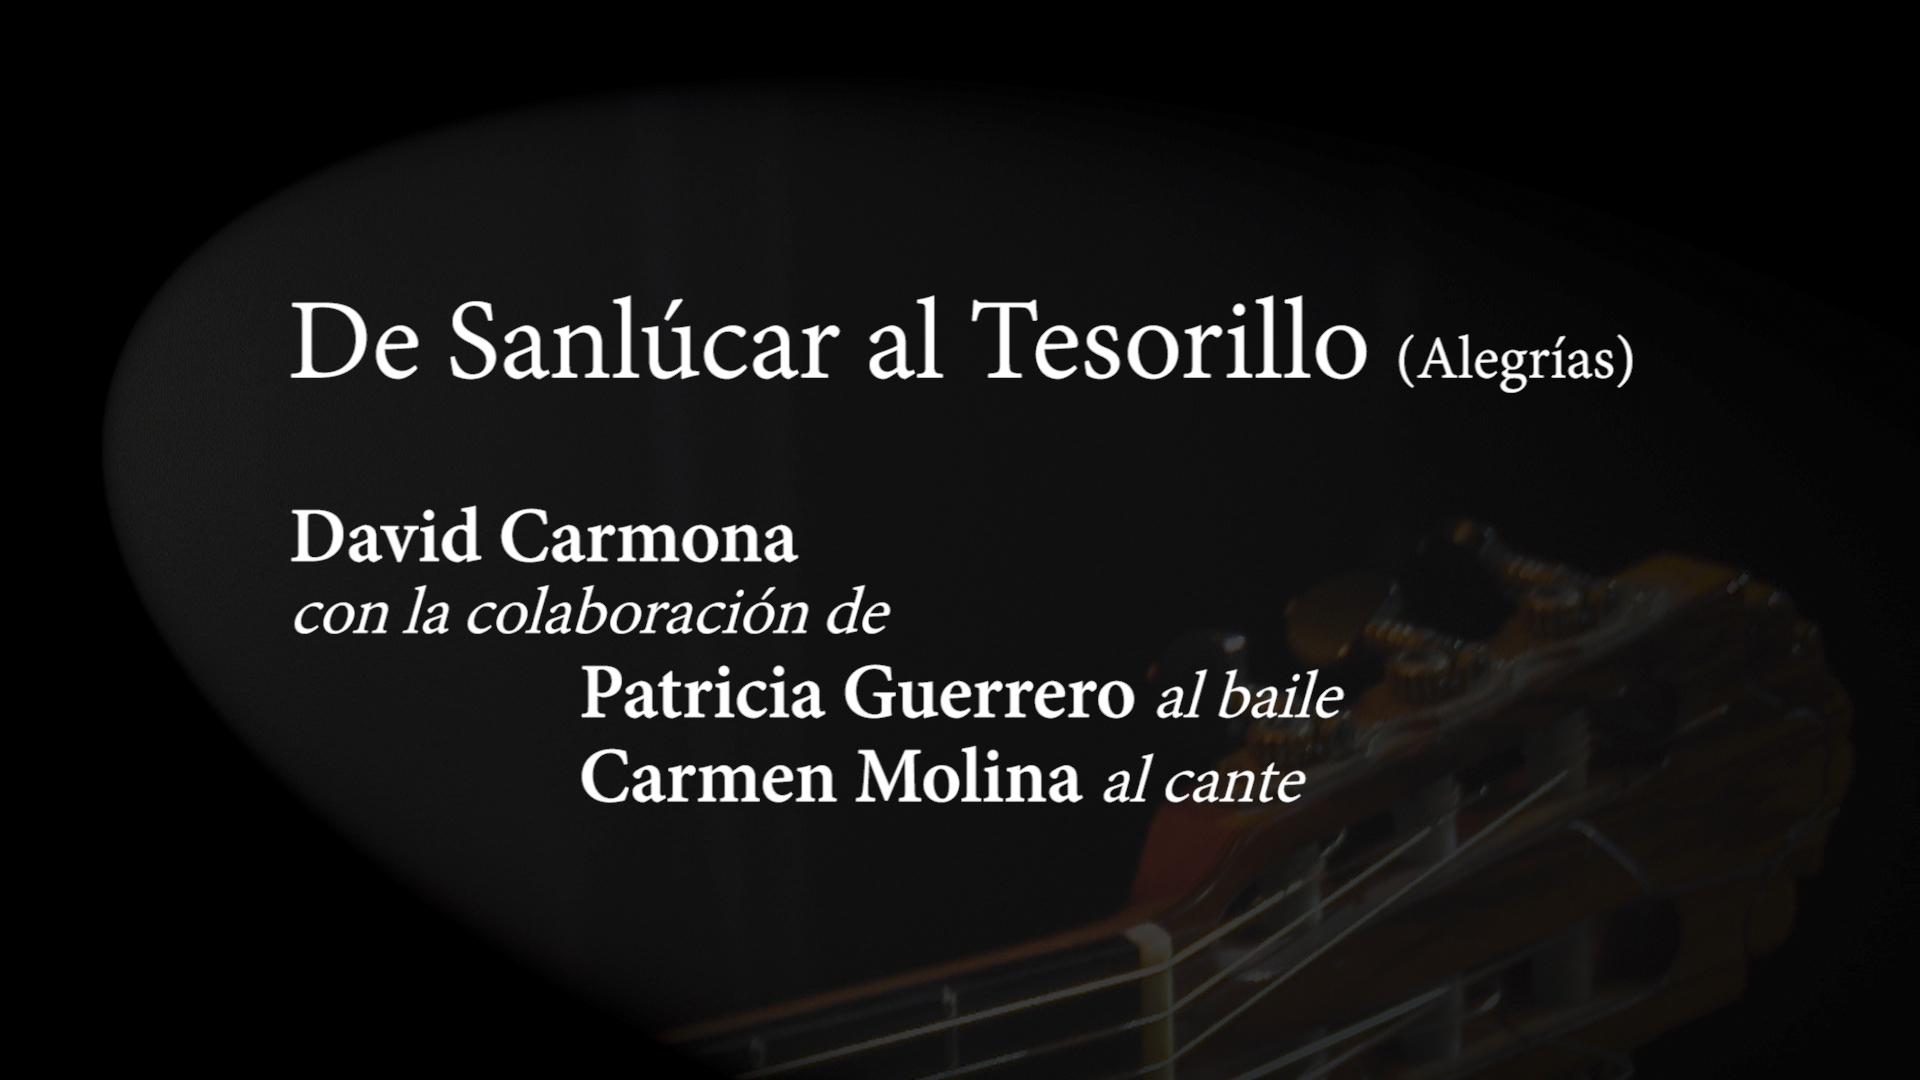 De Sanlúcar al Tesorillo (Alegrías)
David Carmona
con la colaboración de
Patricia Guerrero al baile
Carmen Molina al cante